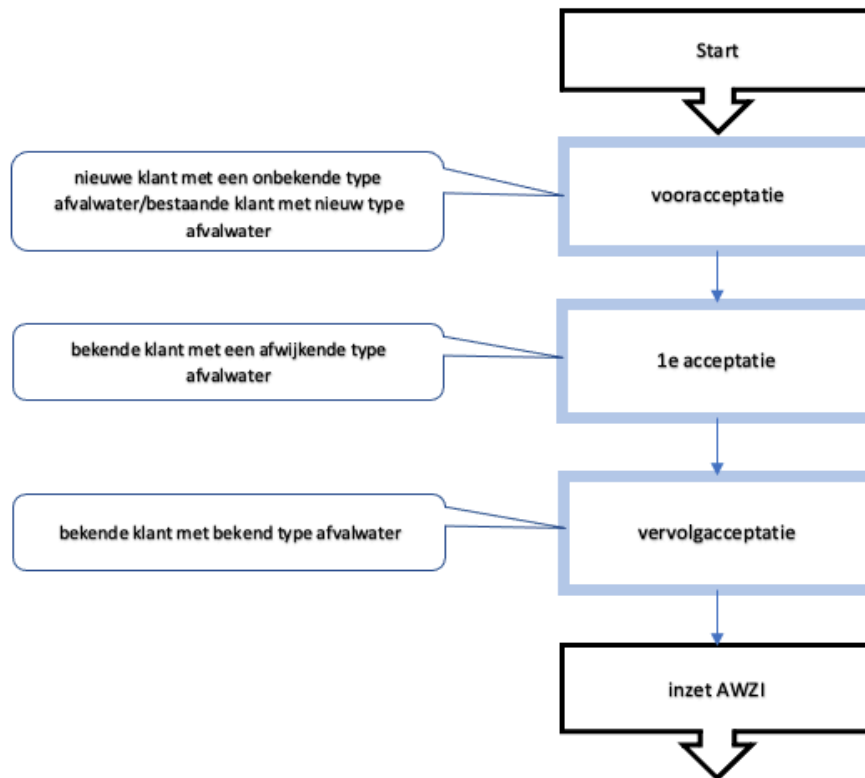 Start
nieuwe klant met een onbekende type
afvalwater/bestaande klant met nieuw type
afvalwater
vooracceptatie
bekende klant met een afwijkende type
afvalwater
1e acceptatie
bekende klant met bekend type afvalwater
vervolgacceptatie
inzet AWZI